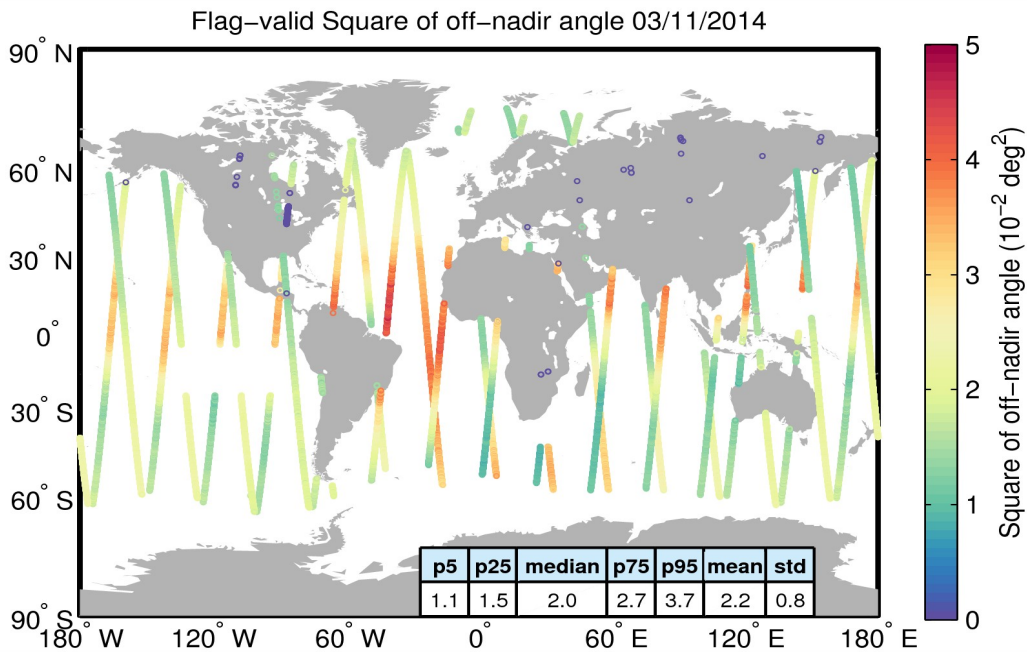 Flag−valid Square of off−nadir angle 03/11/2014
90° N
60° N
30° N
0°
30° S
60° S
90° S
180° W
120° W
60° W
0°
60° E
120° E
180° E
p5 p25 median p75 p95 mean std
1.1 1.5 2.0 2.7 3.7 2.2 0.8
5
4
3
2
1
0
Square of off−nadir angle (10⁻² deg²)